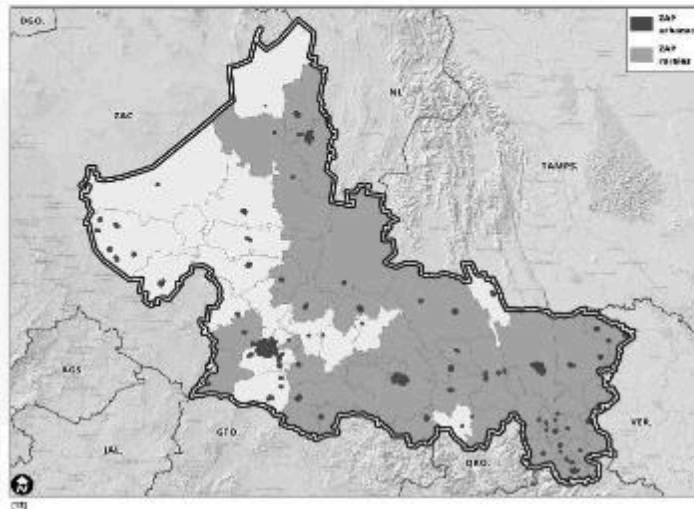 DGO.
ZAP
urbanas
ZAP
rurales
NL
ZAC.
TAMPS.
AGS.
VER.
GTO.
JAL.
QRO.